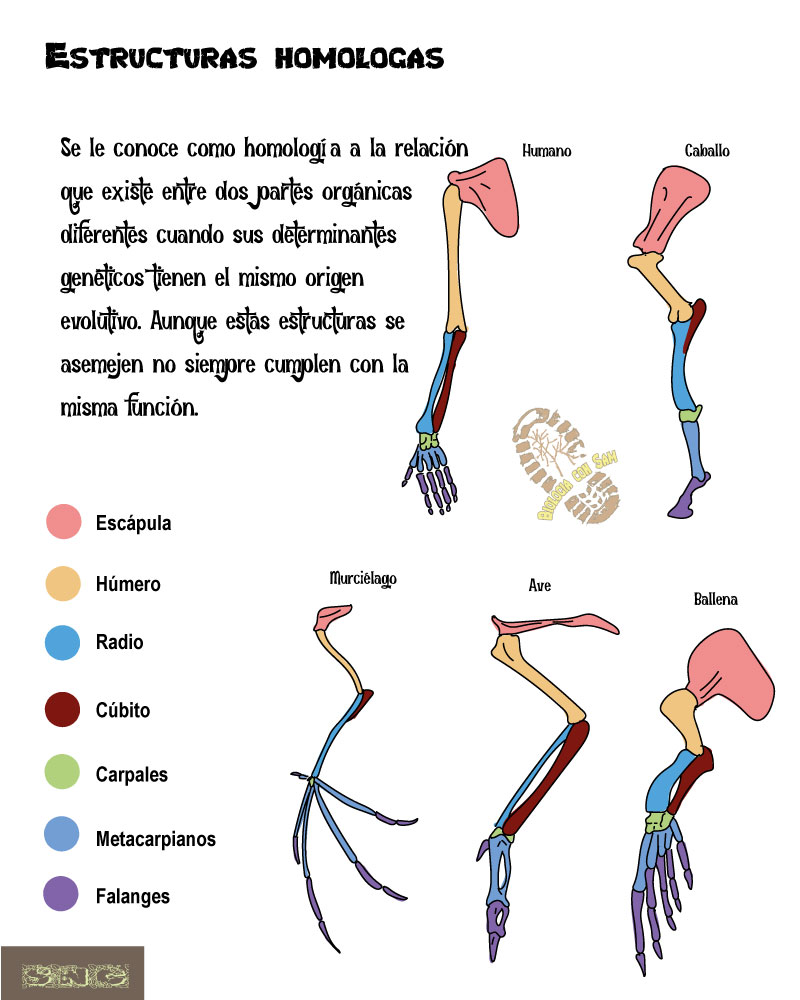 Estructuras homologas
Se le conoce como homología a la relación
que existe entre dos partes orgánicas
diferentes cuando sus determinantes
genéticos tienen el mismo origen
evolutivo. Aunque estas estructuras se
asemejen no siempre cumplen con la
misma función.
Humano
Caballo
Biologia con Sam
Escápula
Húmero
Radio
Cúbito
Carpales
Metacarpianos
Falanges
Murciélago
Ave
Ballena